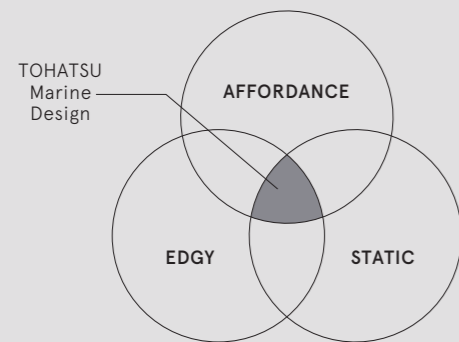 TOHATSU
Marine
Design
AFFORDANCE
EDGY
STATIC